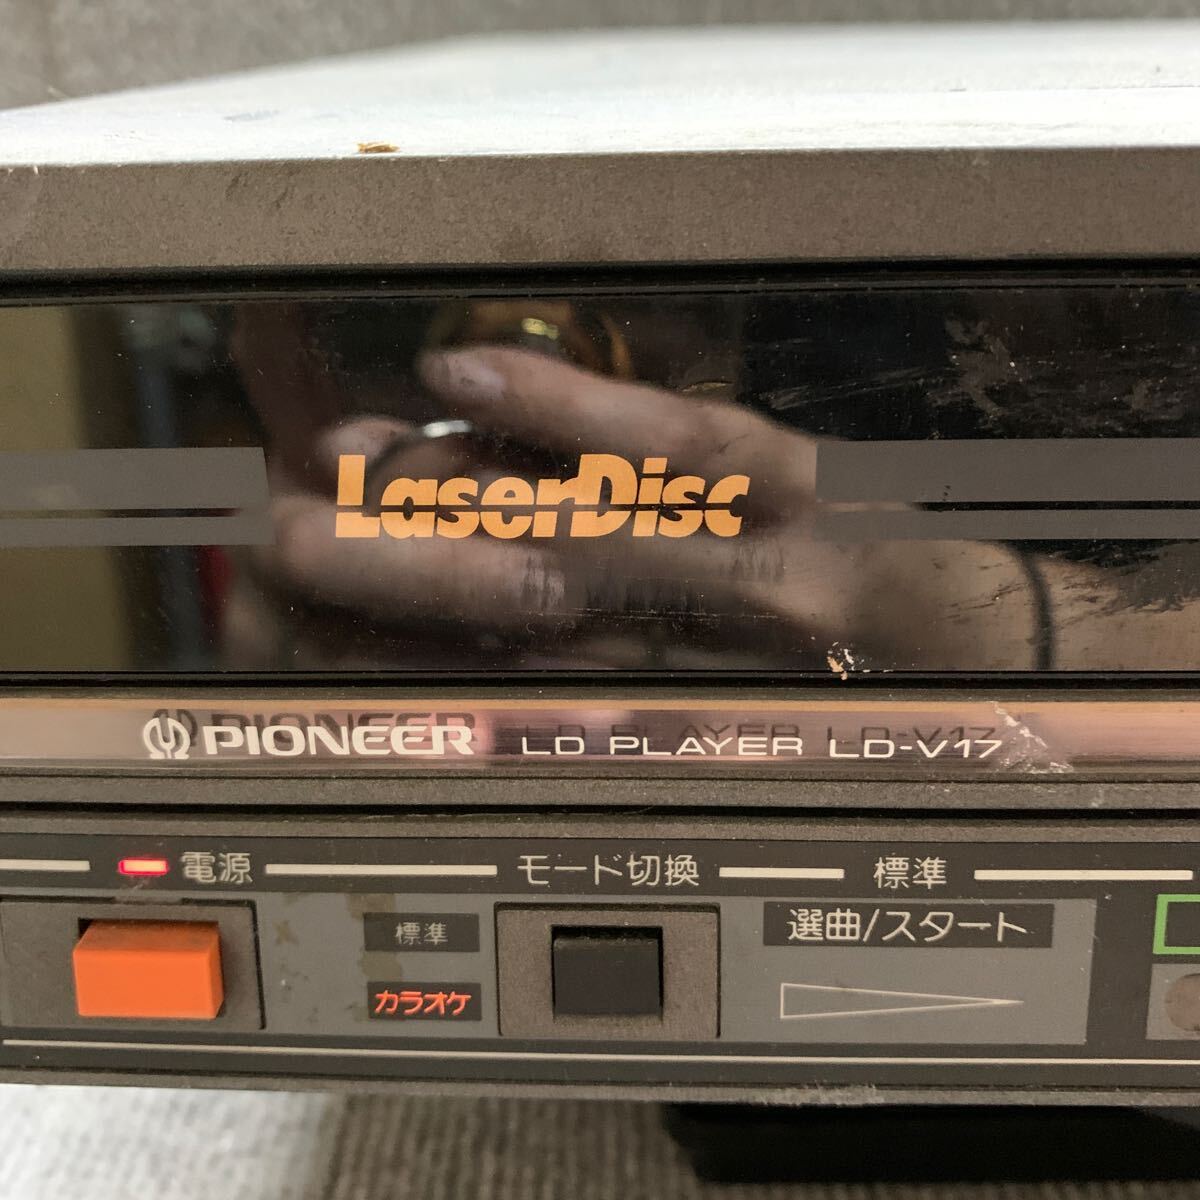 LaserDisc
PIONEER LD PLAYER LD-V17
電源 モード切換 標準
標準 選曲/スタート
カラオケ